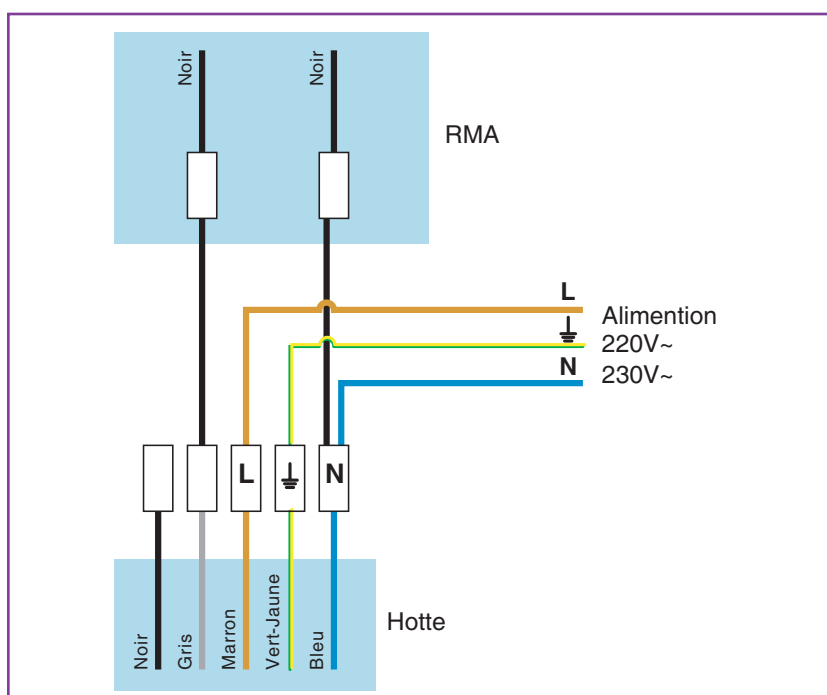 Noir
Noir
RMA
L
Alimention
220V~
N
230V~
L
N
Noir
Gris
Marron
Vert-Jaune
Bleu
Hotte